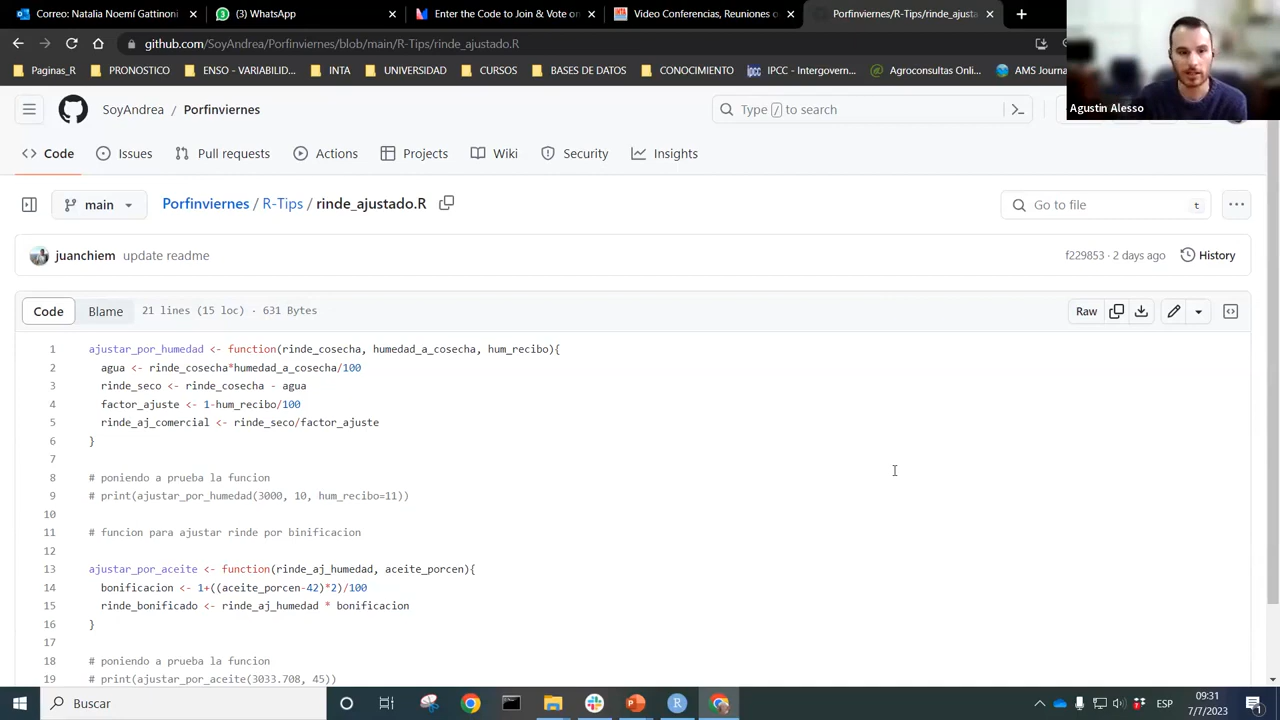 Correo: Natalia Noemí Gattinoni
(3) WhatsApp
Enter the Code to Join & Vote on
Video Conferencias, Reuniones o
Porfinviernes/R-Tips/rinde_ajusta
github.com/SoyAndrea/Porfinviernes/blob/main/R-Tips/rinde_ajustado.R
Paginas_R
PRONOSTICO
ENSO - VARIABILID...
INTA
UNIVERSIDAD
CURSOS
BASES DE DATOS
CONOCIMIENTO
IPCC - Intergovern...
Agroconsultas Onli...
AMS Journa
Agustin Alesso
SoyAndrea / Porfinviernes
Type / to search
Code
Issues
Pull requests
Actions
Projects
Wiki
Security
Insights
main
Porfinviernes / R-Tips / rinde_ajustado.R
Go to file
t
juanchiem update readme
f229853 · 2 days ago
History
Code
Blame
21 lines (15 loc) · 631 Bytes
Raw
1 ajustar_por_humedad <- function(rinde_cosecha, humedad_a_cosecha, hum_recibo){
2 agua <- rinde_cosecha*humedad_a_cosecha/100
3 rinde_seco <- rinde_cosecha - agua
4 factor_ajuste <- 1-hum_recibo/100
5 rinde_aj_comercial <- rinde_seco/factor_ajuste
6 }
7
8 # poniendo a prueba la funcion
9 # print(ajustar_por_humedad(3000, 10, hum_recibo=11))
10
11 # funcion para ajustar rinde por binificacion
12
13 ajustar_por_aceite <- function(rinde_aj_humedad, aceite_porcen){
14 bonificacion <- 1+((aceite_porcen-42)*2)/100
15 rinde_bonificado <- rinde_aj_humedad * bonificacion
16 }
17
18 # poniendo a prueba la funcion
19 # print(ajustar_por_aceite(3033.708, 45))
Buscar
ESP
09:31
7/7/2023
1